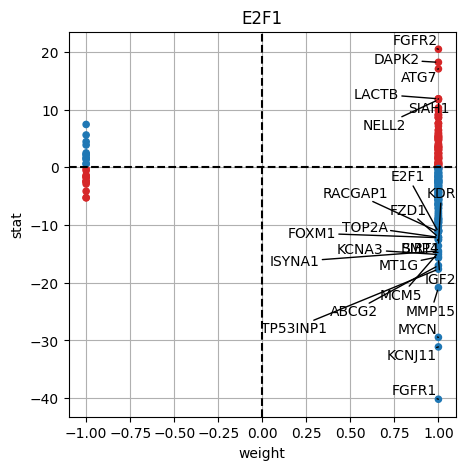 E2F1
FGFR2
DAPK2
ATG7
LACTB
SIAH1
NELL2
E2F1
RACGAP1
KDR
FZD1
TOP2A
FOXM1
KCNA3
ISYNA1
MT1G
IGF2
MCM5
ABCG2
MMP15
TP53INP1
MYCN
KCNJ11
FGFR1
20
10
0
−10
−20
−30
−40
stat
−1.00 −0.75 −0.50 −0.25 0.00 0.25 0.50 0.75 1.00
weight